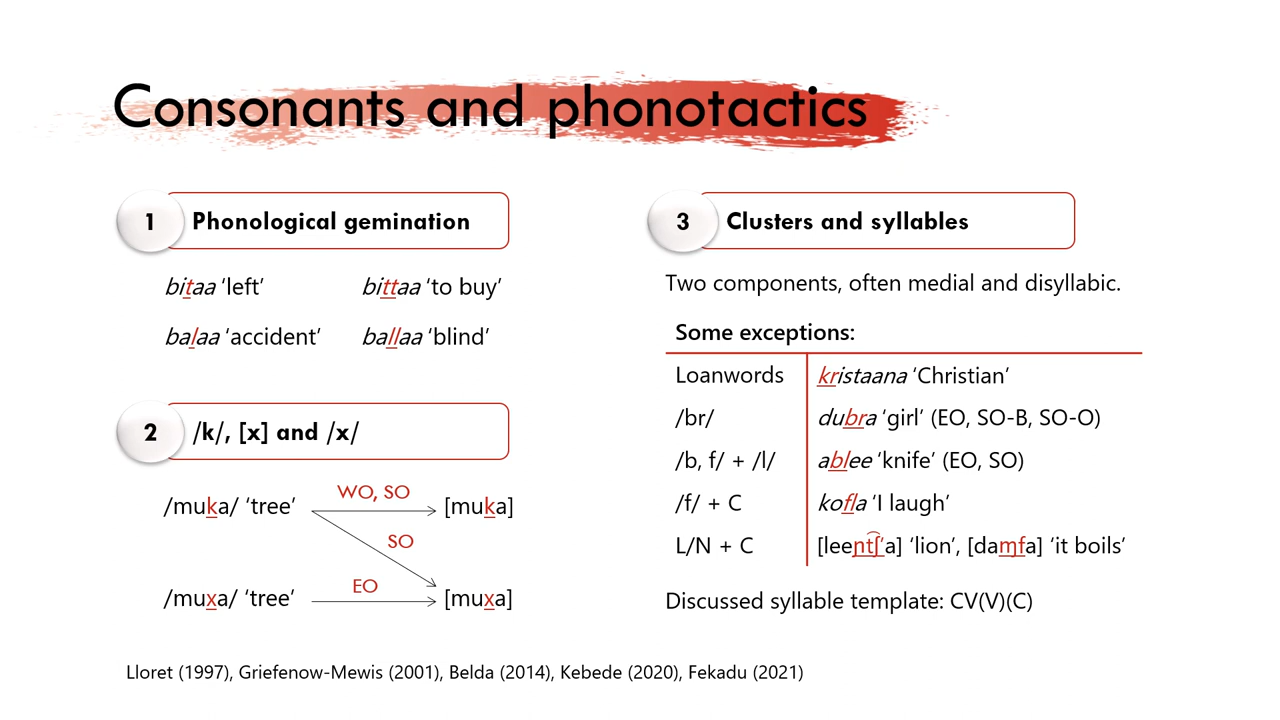 Consonants and phonotactics
1 Phonological gemination
bitaa ‘left’ bittaa ‘to buy’
balaa ‘accident’ ballaa ‘blind’
2 /k/, [x] and /x/
WO, SO
/muka/ ‘tree’ [muka]
SO
EO
/muxa/ ‘tree’ [muxa]
3 Clusters and syllables
Two components, often medial and disyllabic.
Some exceptions:
Loanwords kristaana ‘Christian’
/br/ dubra ‘girl’ (EO, SO-B, SO-O)
/b, f/ + /l/ ablee ‘knife’ (EO, SO)
/f/ + C kofla ‘I laugh’
L/N + C [leeɲt͡ʃ’a] ‘lion’, [daɱfa] ‘it boils’
Discussed syllable template: CV(V)(C)
Lloret (1997), Griefenow-Mewis (2001), Belda (2014), Kebede (2020), Fekadu (2021)